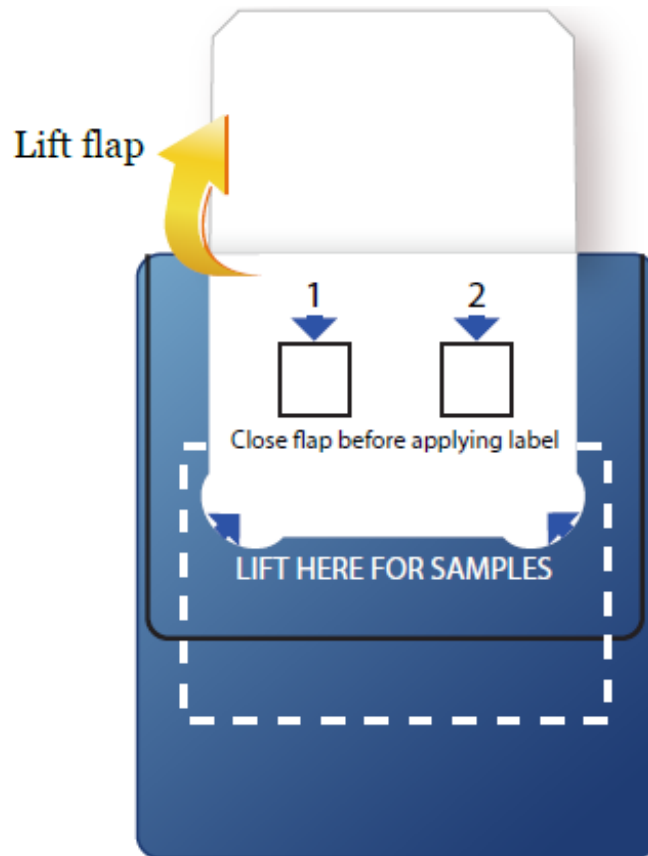 Lift flap
1 2
Close flap before applying label
LIFT HERE FOR SAMPLES